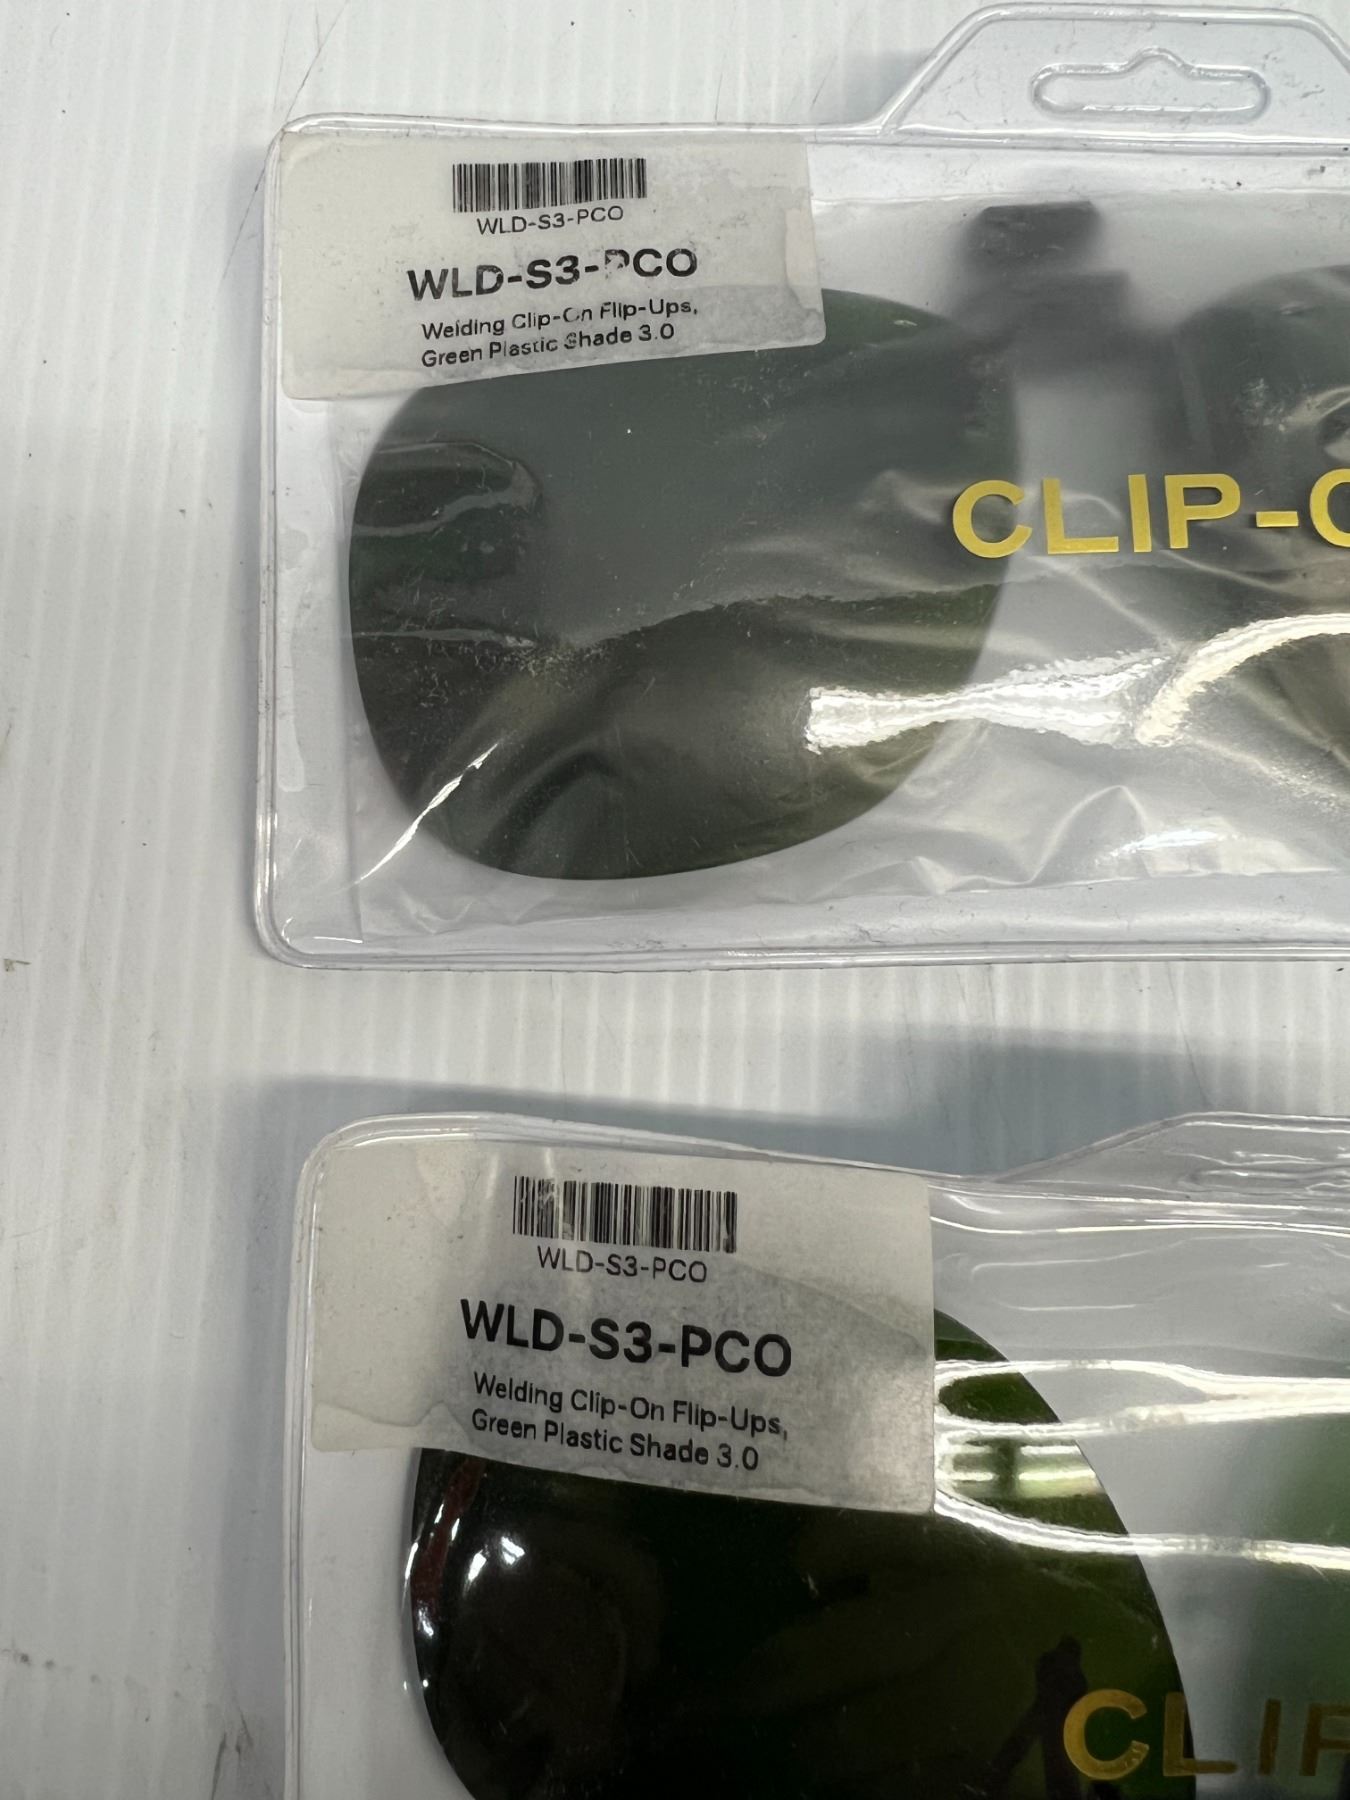 WLD-S3-PCO
WLD-S3-PCO
Welding Clip-On Flip-Ups,
Green Plastic Shade 3.0
CLIP-
WLD-S3-PCO
WLD-S3-PCO
Welding Clip-On Flip-Ups,
Green Plastic Shade 3.0
CLIP